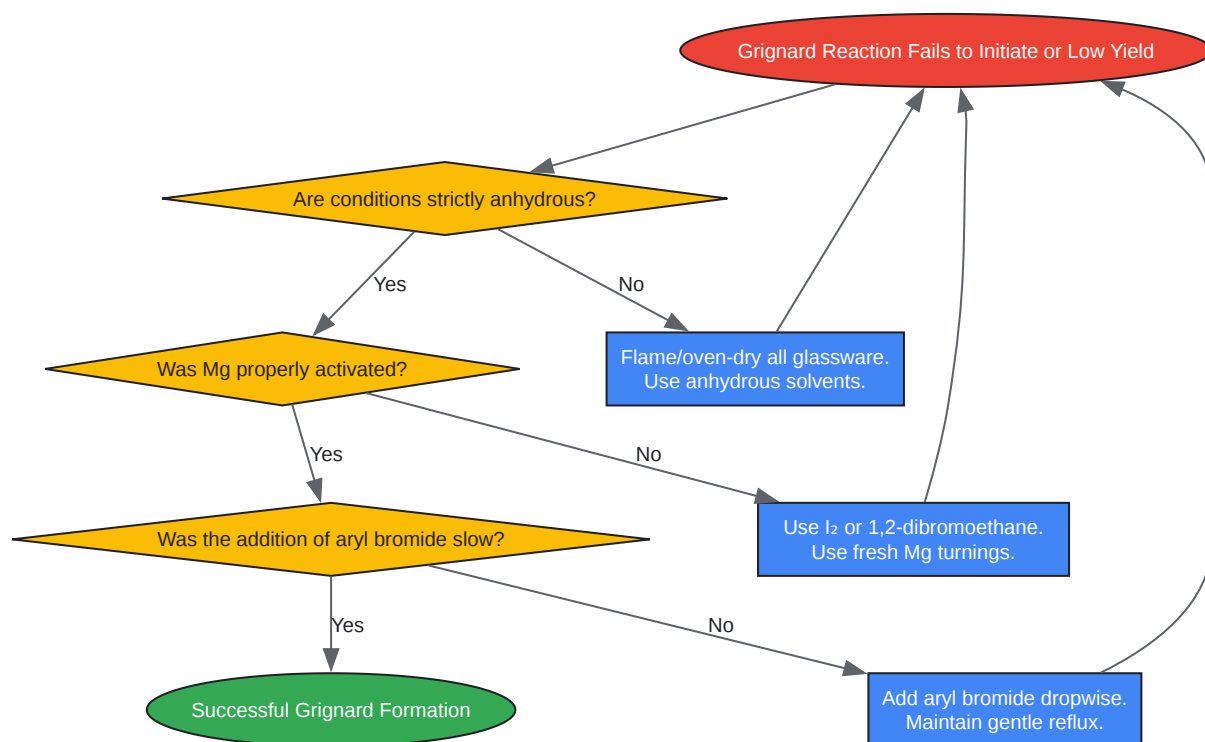 Grignard Reaction Fails to Initiate or Low Yield
Are conditions strictly anhydrous?
Yes
No
Was Mg properly activated?
Flame/oven-dry all glassware.
Use anhydrous solvents.
Yes
No
Was the addition of aryl bromide slow?
Use I₂ or 1,2-dibromoethane.
Use fresh Mg turnings.
Yes
No
Successful Grignard Formation
Add aryl bromide dropwise.
Maintain gentle reflux.